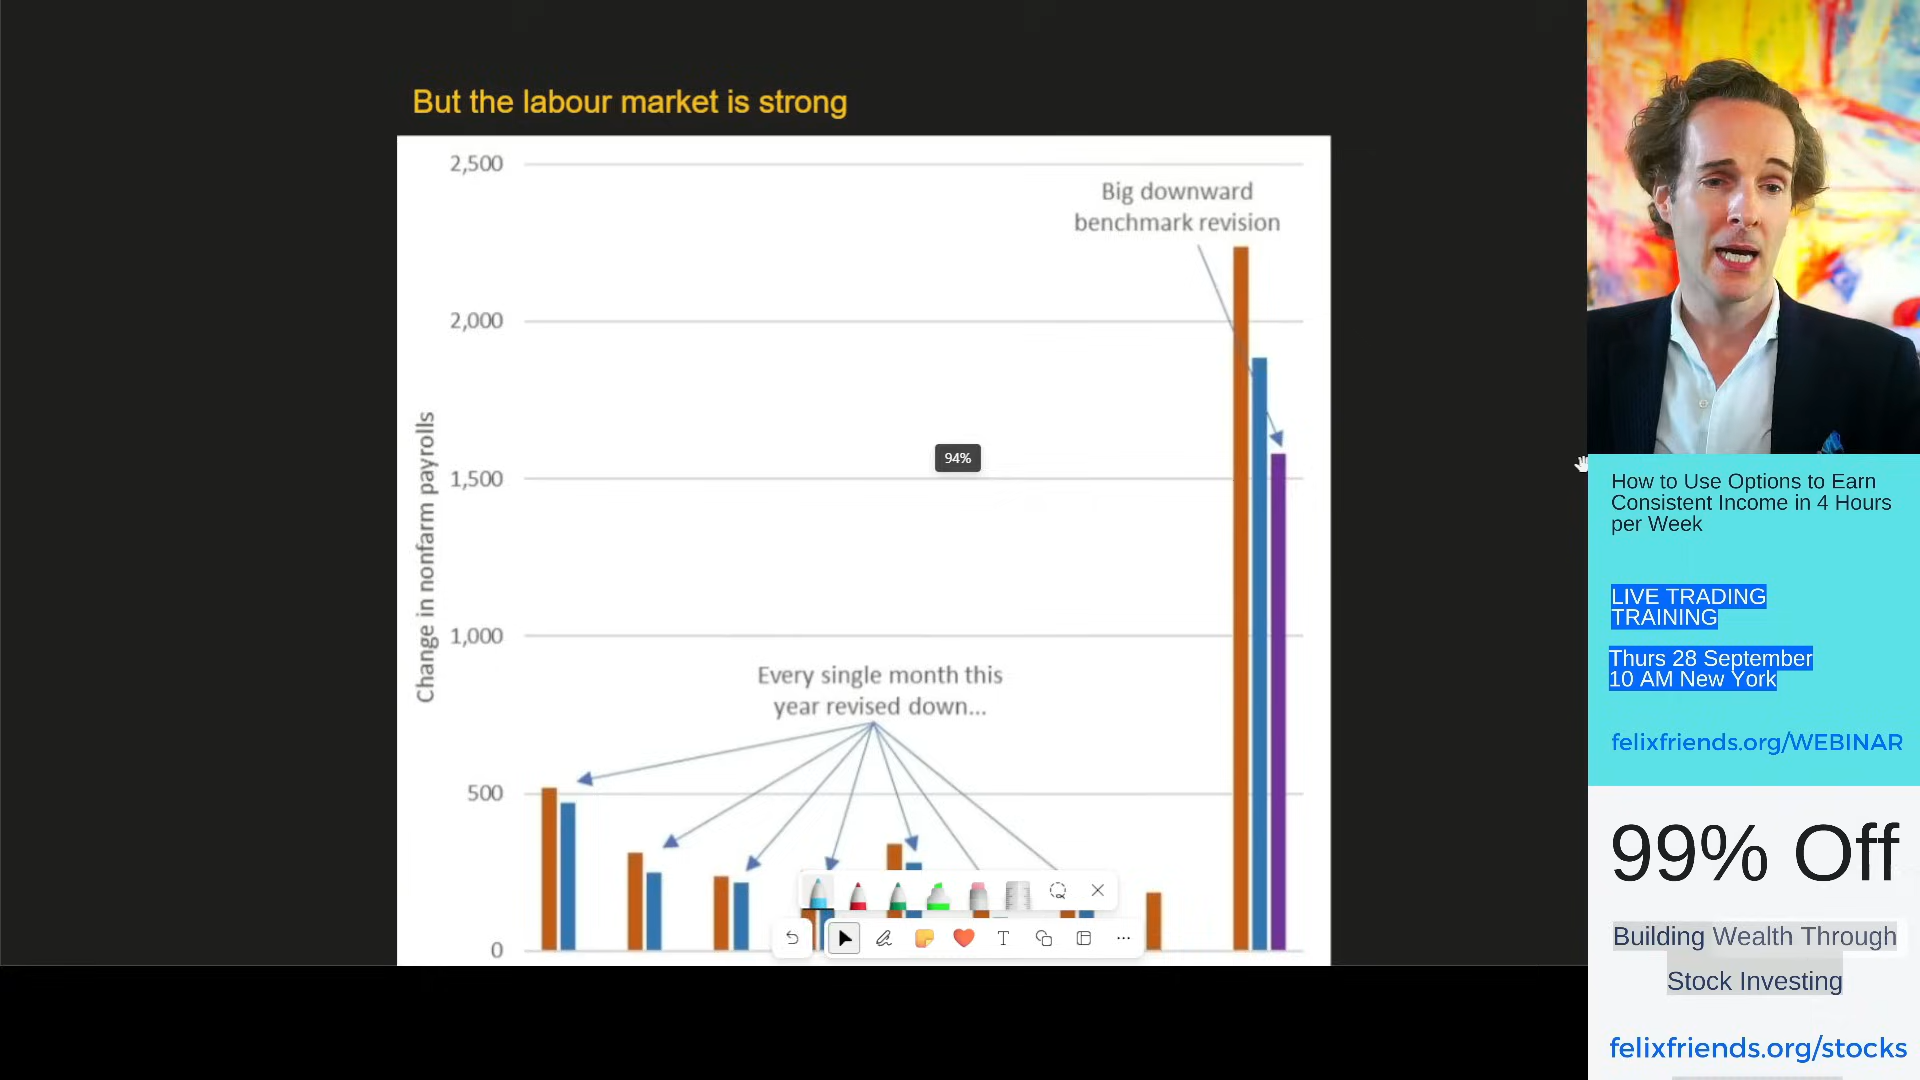 But the labour market is strong
2,500
Big downward
benchmark revision
2,000
94%
1,500
Change in nonfarm payrolls
1,000
Every single month this
year revised down...
500
0
T
How to Use Options to Earn
Consistent Income in 4 Hours
per Week
LIVE TRADING
TRAINING
Thurs 28 September
10 AM New York
felixfriends.org/WEBINAR
99% Off
Building Wealth Through
Stock Investing
felixfriends.org/stocks